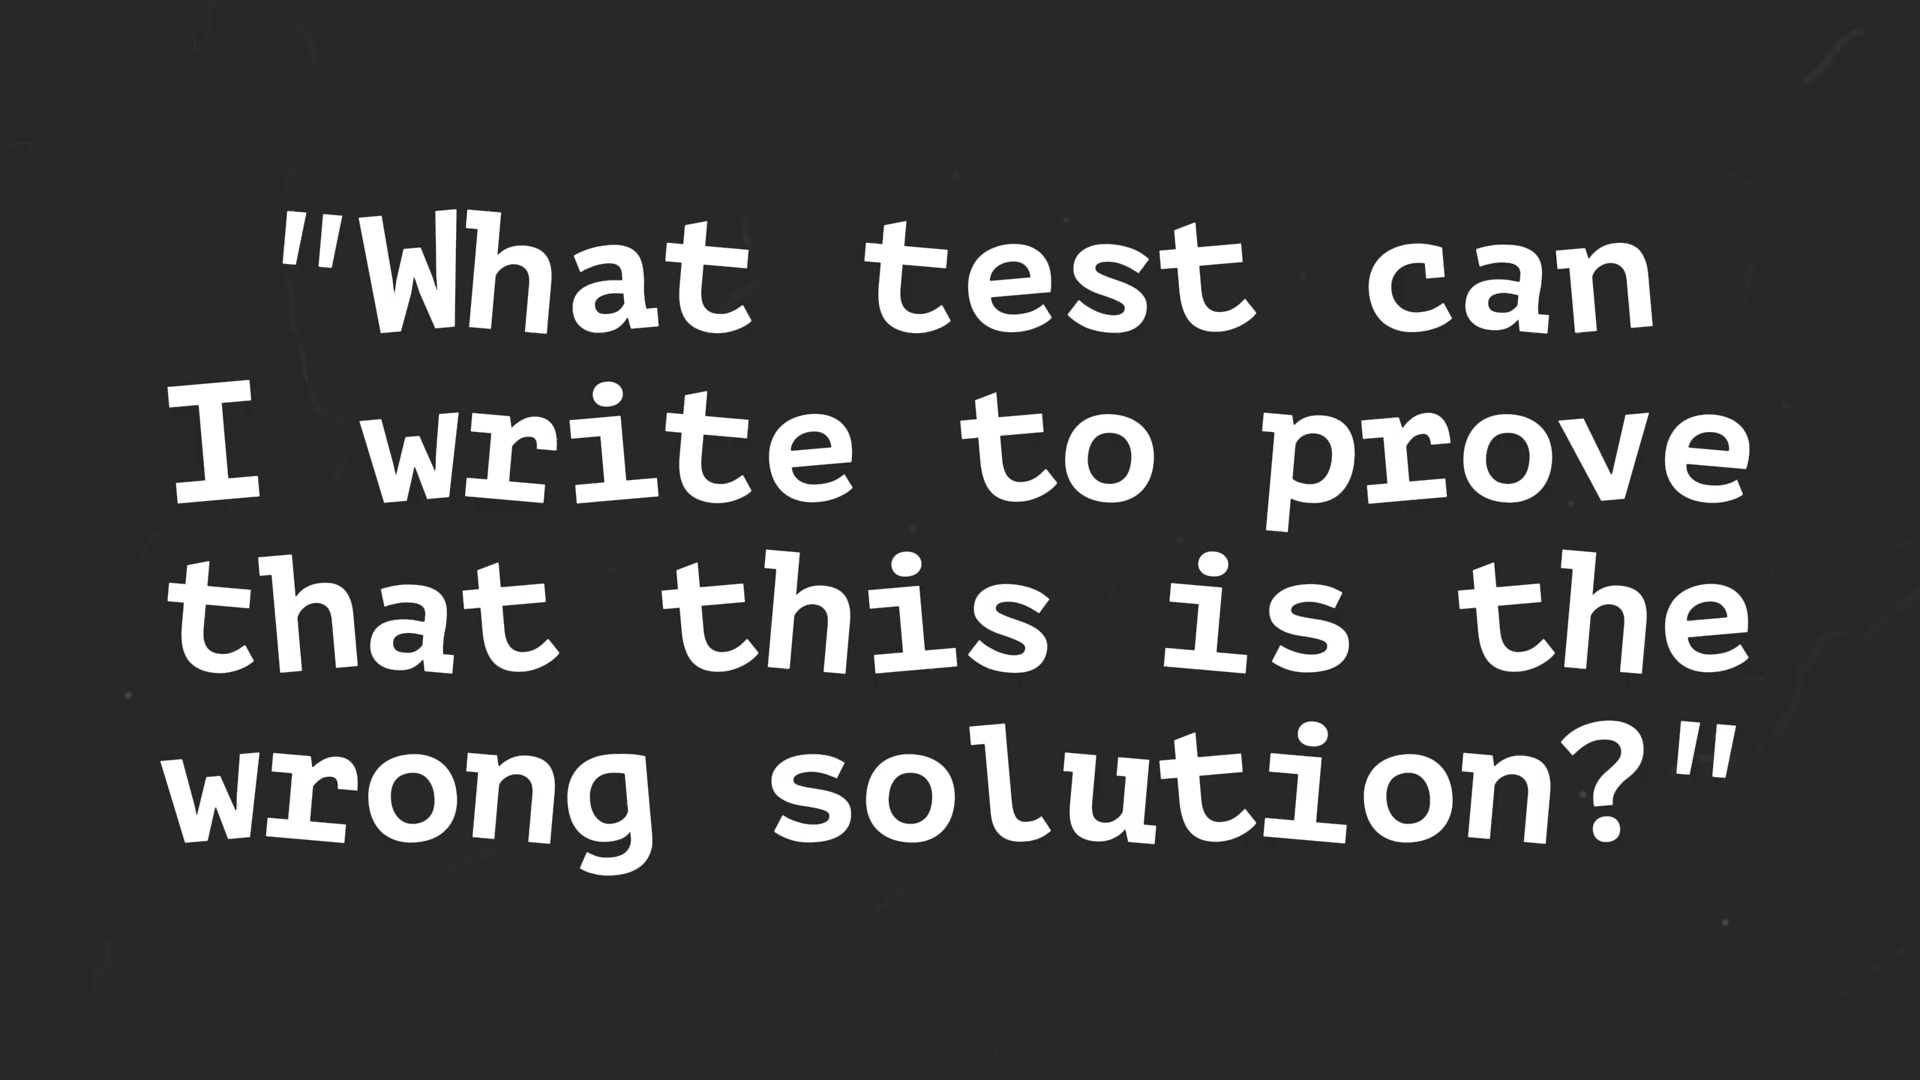 "What test can
I write to prove
that this is the
wrong solution?"